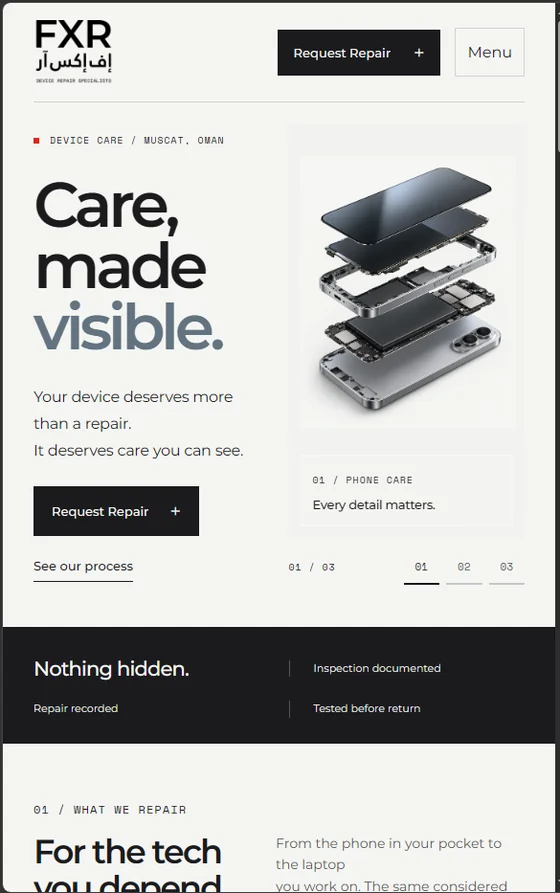 FXR
إف إكس آر
DEVICE REPAIR SPECIALISTS
Request Repair +
Menu
DEVICE CARE / MUSCAT, OMAN
Care,
made
visible.
Your device deserves more
than a repair.
It deserves care you can see.
Request Repair +
See our process
01 / PHONE CARE
Every detail matters.
01 / 03
01 02 03
Nothing hidden.
Inspection documented
Repair recorded
Tested before return
01 / WHAT WE REPAIR
For the tech
you depend
From the phone in your pocket to
the laptop
you work on. The same considered